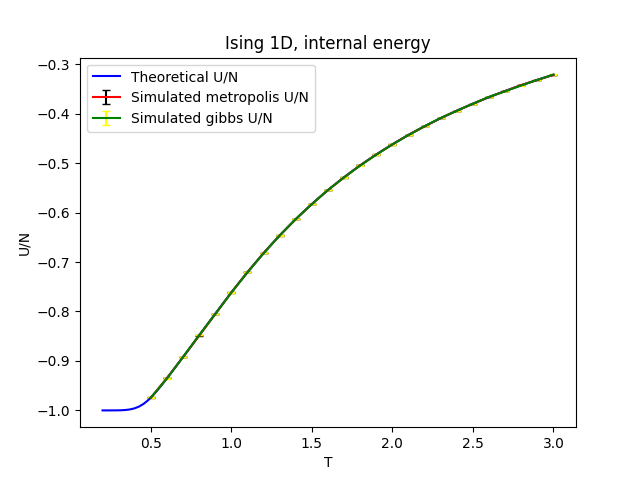 Ising 1D, internal energy
Theoretical U/N
Simulated metropolis U/N
Simulated gibbs U/N
U/N
−0.3
−0.4
−0.5
−0.6
−0.7
−0.8
−0.9
−1.0
0.5 1.0 1.5 2.0 2.5 3.0
T